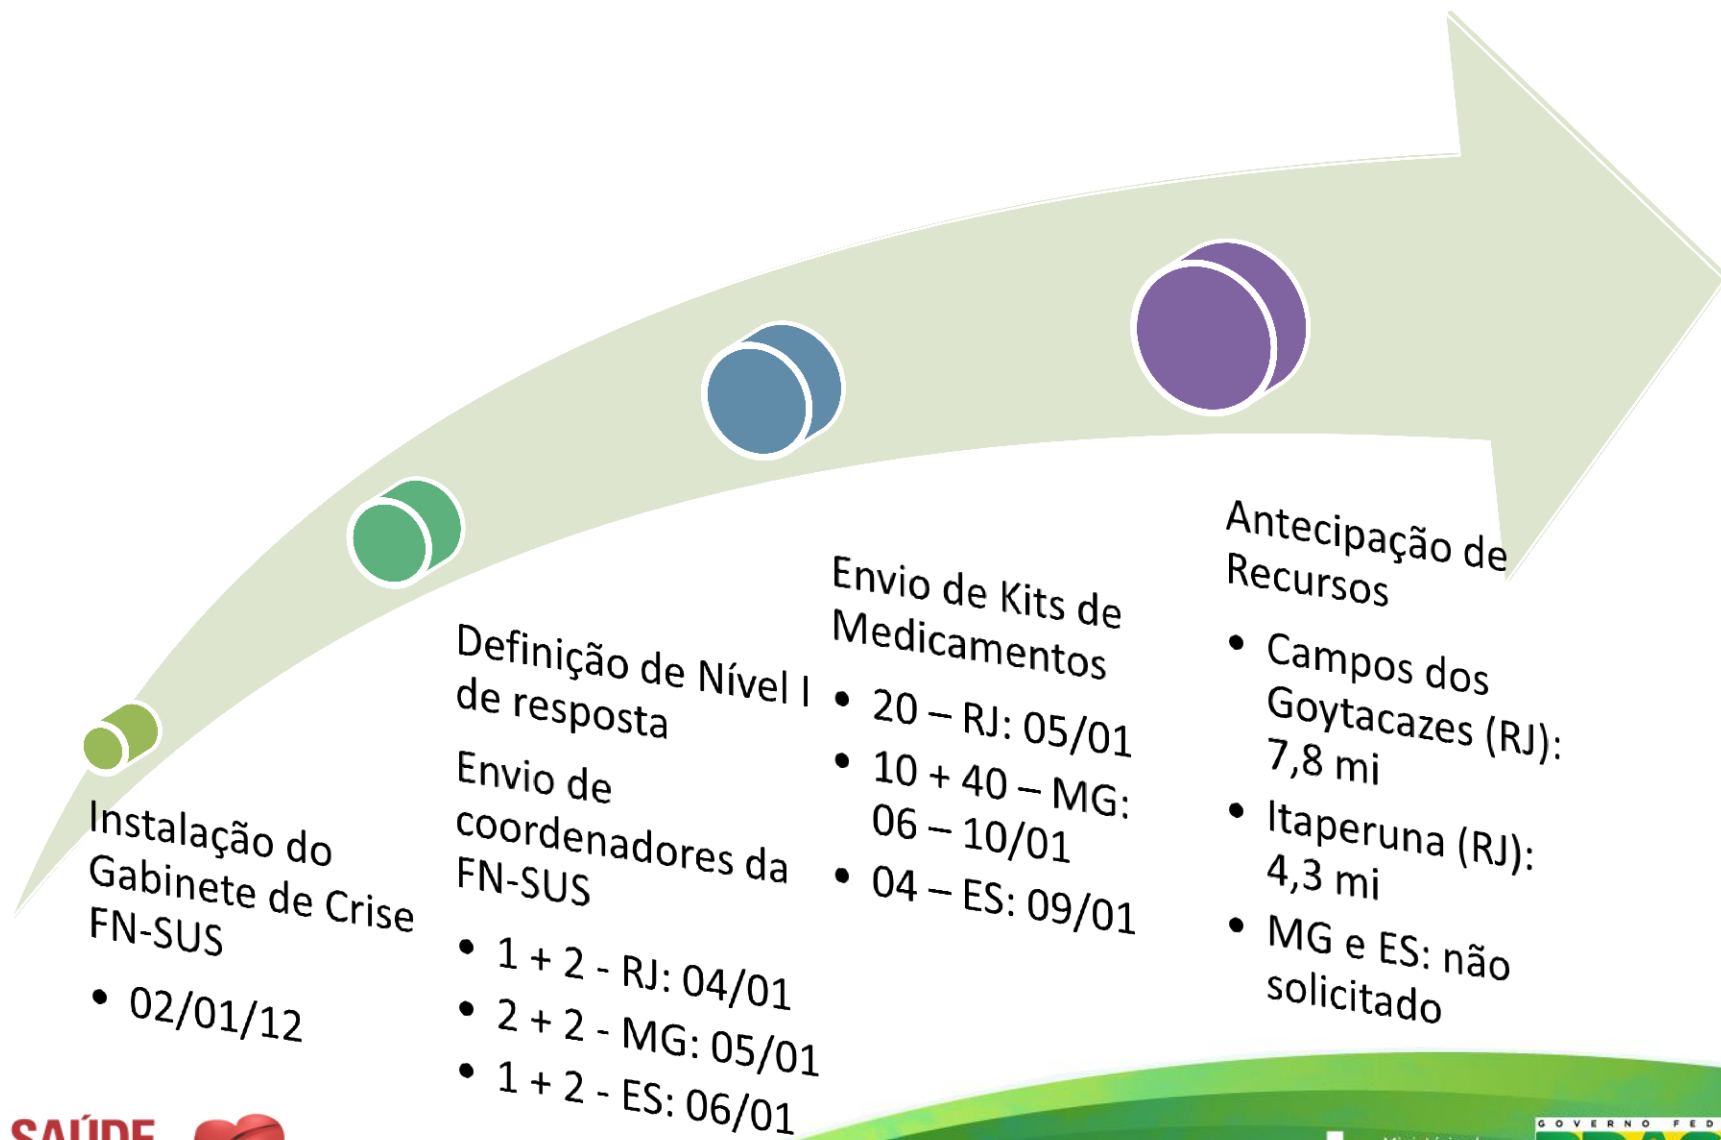 Instalação do
Gabinete de Crise
FN-SUS
• 02/01/12
Definição de Nível I
de resposta
Envio de
coordenadores da
FN-SUS
• 1 + 2 - RJ: 04/01
• 2 + 2 - MG: 05/01
• 1 + 2 - ES: 06/01
Envio de Kits de
Medicamentos
• 20 – RJ: 05/01
• 10 + 40 – MG:
06 – 10/01
• 04 – ES: 09/01
Antecipação de
Recursos
• Campos dos
Goytacazes (RJ):
7,8 mi
• Itaperuna (RJ):
4,3 mi
• MG e ES: não
solicitado
SAÚDE
GOVERNO FED